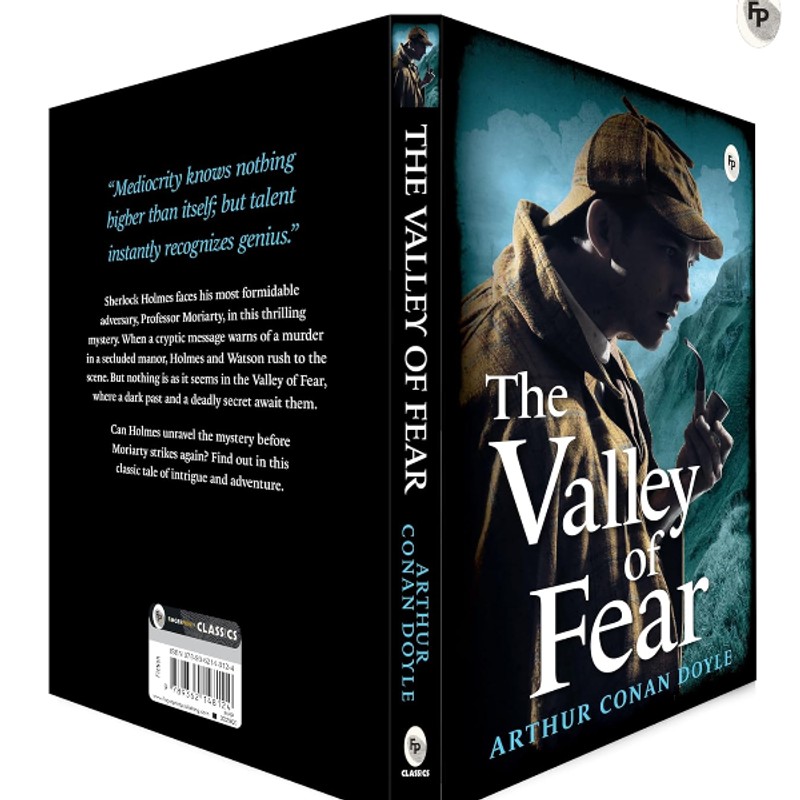 FP
"Mediocrity knows nothing
higher than itself; but talent
instantly recognizes genius."
Sherlock Holmes faces his most formidable
adversary, Professor Moriarty, in this thrilling
mystery. When a cryptic message warns of a murder
in a secluded manor, Holmes and Watson rush to the
scene. But nothing is as it seems in the Valley of Fear,
where a dark past and a deadly secret await them.
Can Holmes unravel the mystery before
Moriarty strikes again? Find out in this
classic tale of intrigue and adventure.
FP
CLASSICS
THE VALLEY OF FEAR
ARTHUR
CONAN DOYLE
FP
CLASSICS
FP
The
Valley
of
Fear
ARTHUR CONAN DOYLE